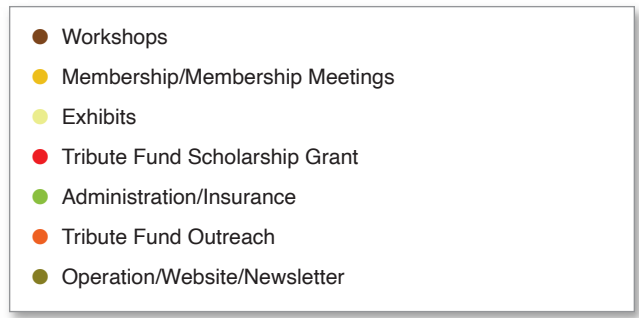 Workshops
Membership/Membership Meetings
Exhibits
Tribute Fund Scholarship Grant
Administration/Insurance
Tribute Fund Outreach
Operation/Website/Newsletter